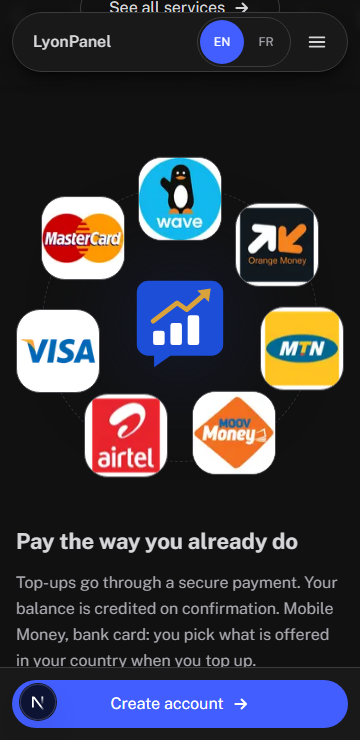 See all services →
LyonPanel
EN
FR
wave
MasterCard
Orange Money
VISA
MTN
airtel
MOOV
Money
Pay the way you already do
Top-ups go through a secure payment. Your
balance is credited on confirmation. Mobile
Money, bank card: you pick what is offered
in your country when you top up.
N
Create account →